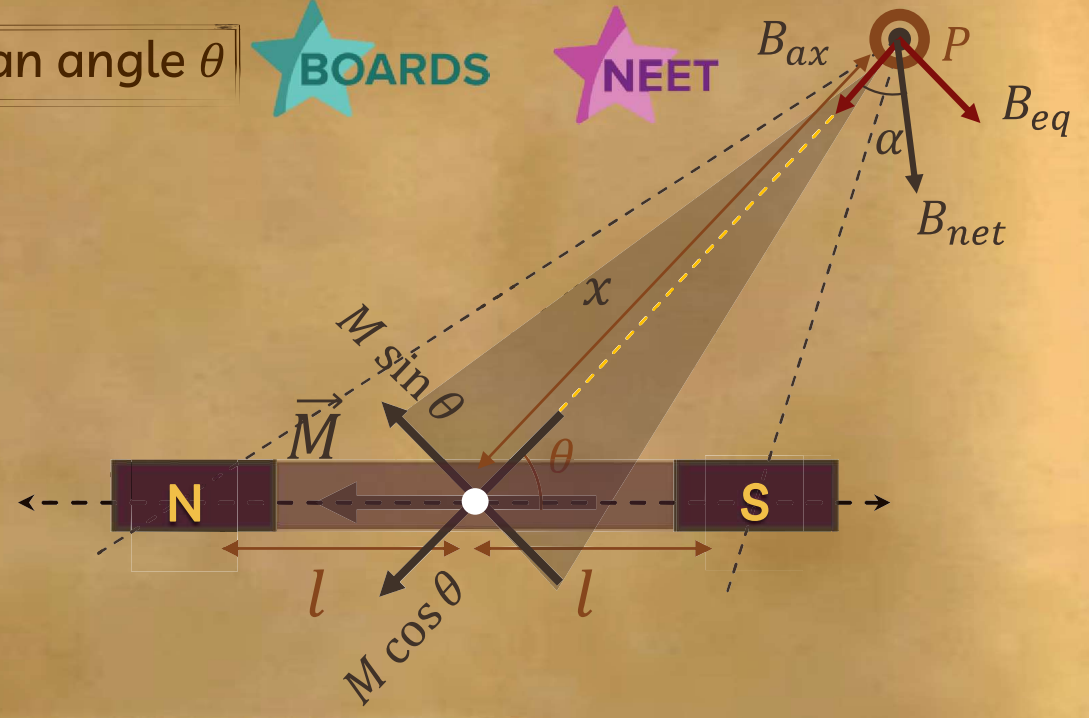 an angle θ
BOARDS
NEET
B_ax
P
B_eq
α
B_net
x
M sin θ
M⃗
θ
N
S
l
l
M cos θ